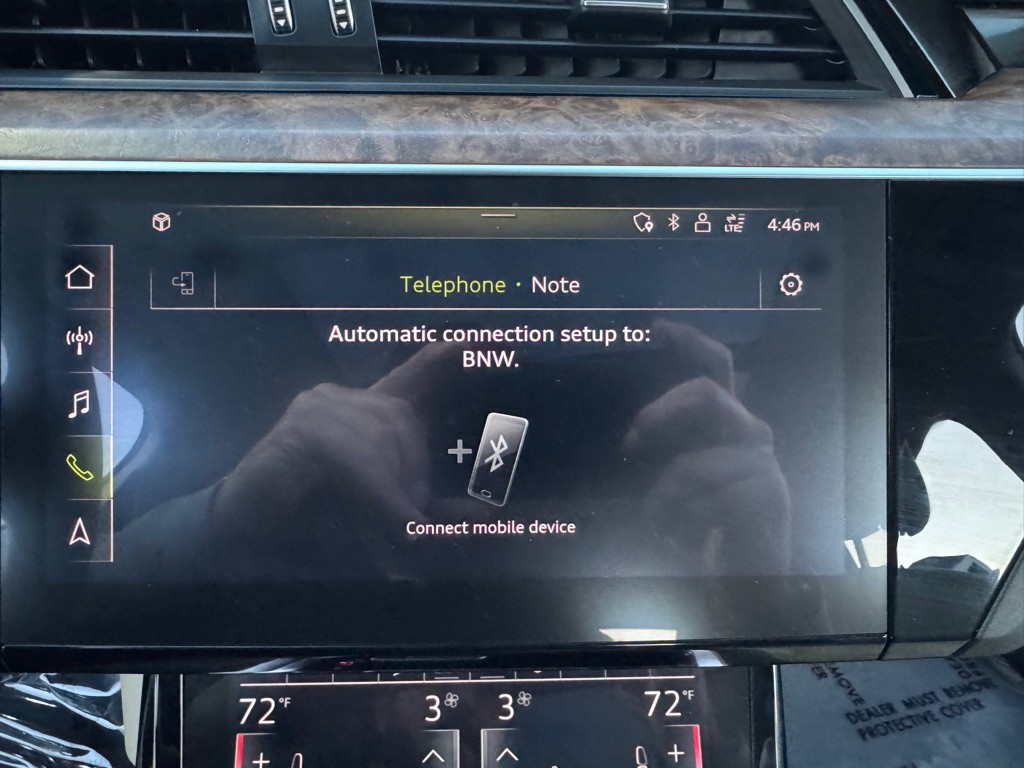 LTE 4:46 PM
Telephone · Note
Automatic connection setup to:
BNW.
Connect mobile device
72°F 3 3 72°F
+ +
DEALER MUST REMOVE
PROTECTIVE COVER